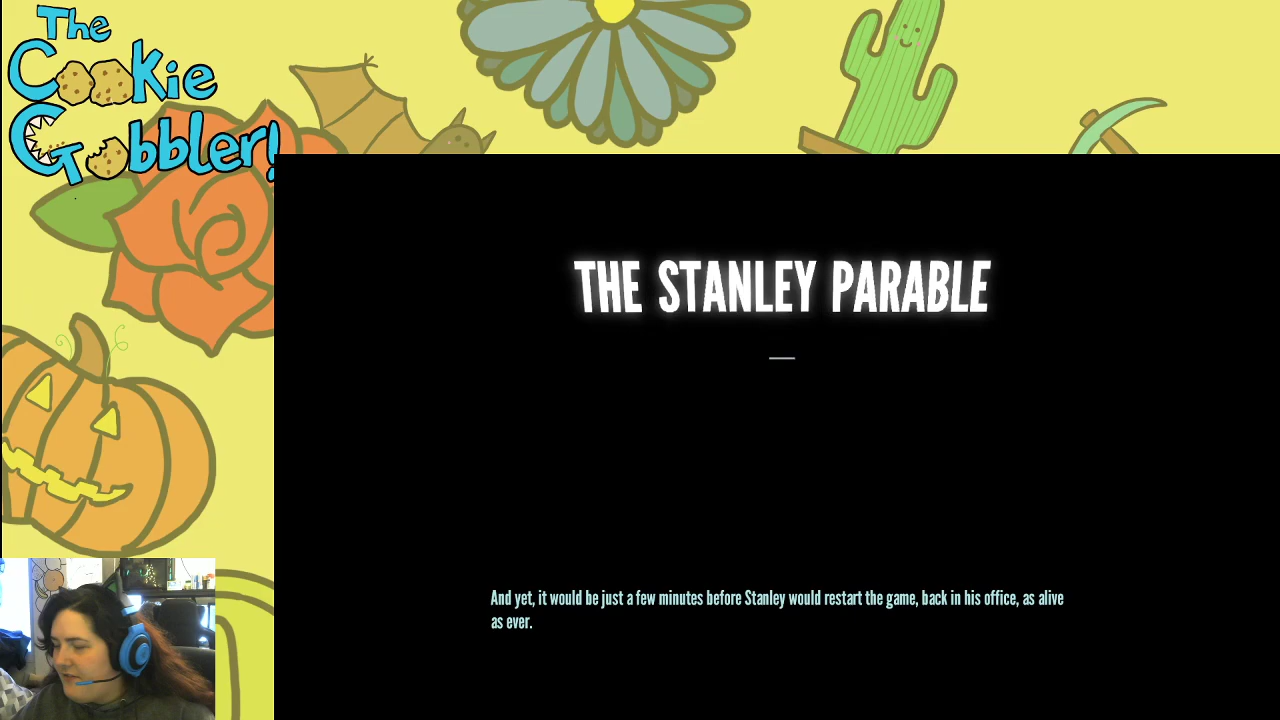 The
Cookie
Gobbler!
THE STANLEY PARABLE
And yet, it would be just a few minutes before Stanley would restart the game, back in his office, as alive
as ever.